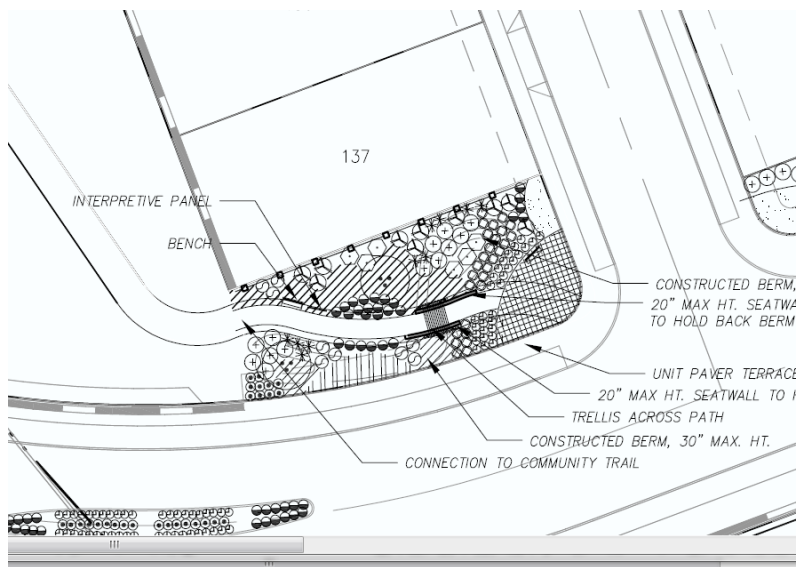 137
INTERPRETIVE PANEL
BENCH
CONSTRUCTED BERM,
20" MAX HT. SEATWA
TO HOLD BACK BERM
UNIT PAVER TERRACE
20" MAX HT. SEATWALL TO
TRELLIS ACROSS PATH
CONSTRUCTED BERM, 30" MAX. HT.
CONNECTION TO COMMUNITY TRAIL